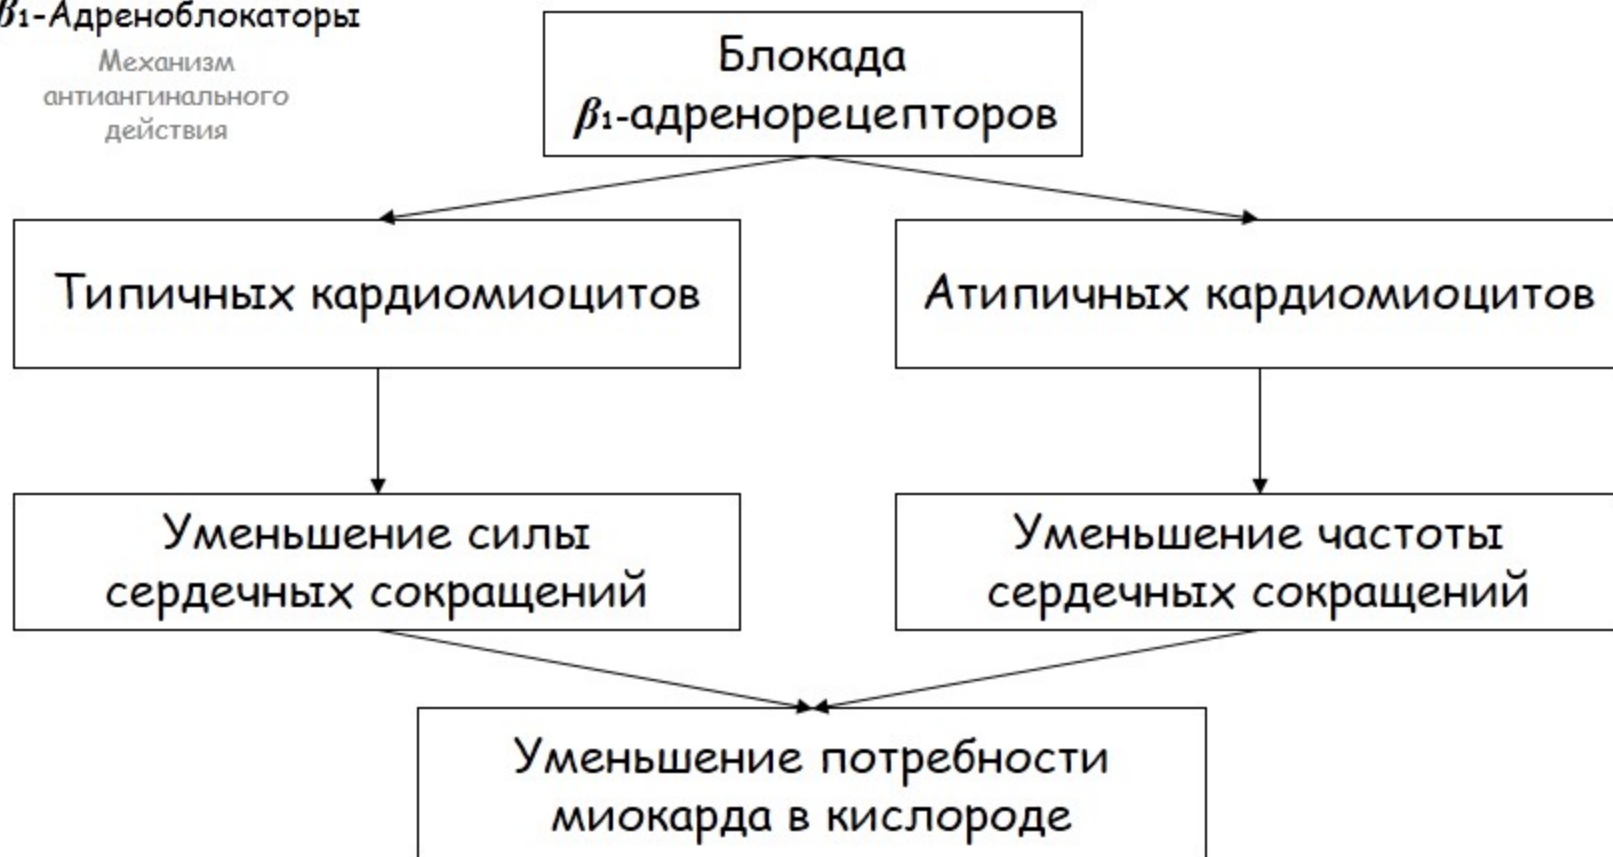 β1-Адреноблокаторы
Механизм
антиангинального
действия
Блокада
β1-адренорецепторов
Типичных кардиомиоцитов
Атипичных кардиомиоцитов
Уменьшение силы
сердечных сокращений
Уменьшение частоты
сердечных сокращений
Уменьшение потребности
миокарда в кислороде